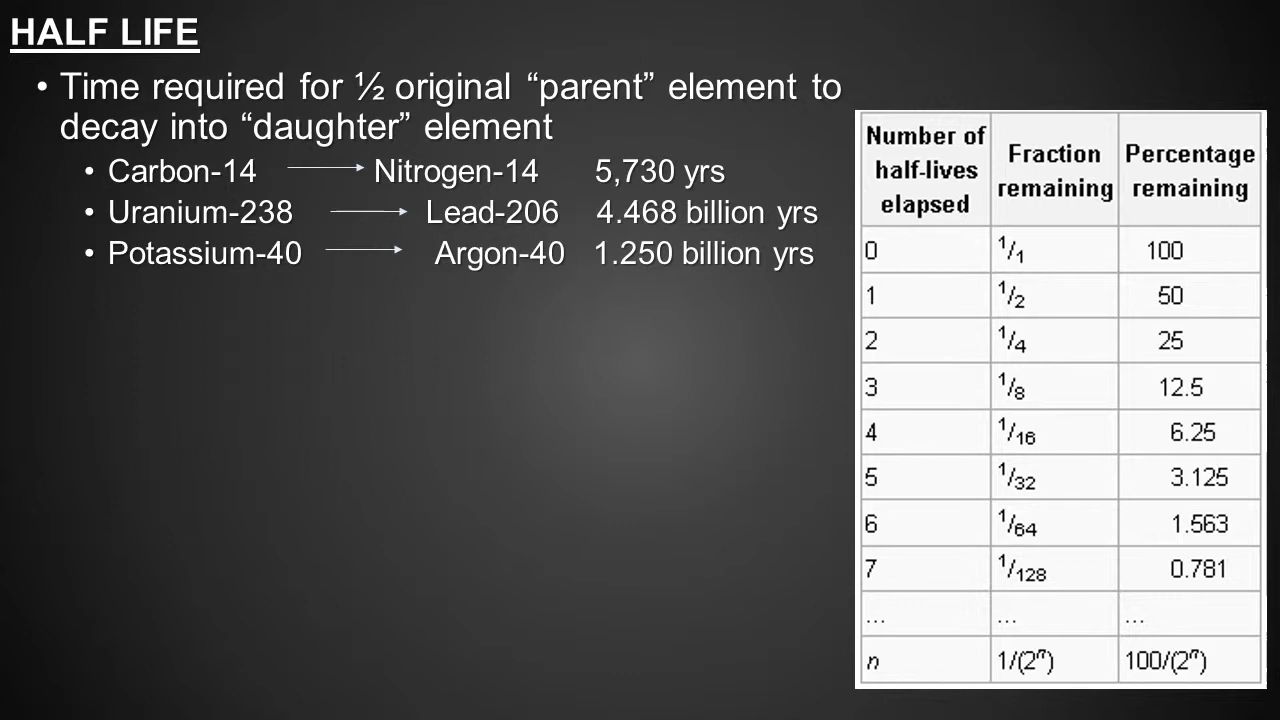 HALF LIFE
• Time required for ½ original “parent” element to
decay into “daughter” element
• Carbon-14 Nitrogen-14 5,730 yrs
• Uranium-238 Lead-206 4.468 billion yrs
• Potassium-40 Argon-40 1.250 billion yrs
Number of half-lives elapsed Fraction remaining Percentage remaining
0 1/1 100
1 1/2 50
2 1/4 25
3 1/8 12.5
4 1/16 6.25
5 1/32 3.125
6 1/64 1.563
7 1/128 0.781
... ... ...
n 1/(2ⁿ) 100/(2ⁿ)